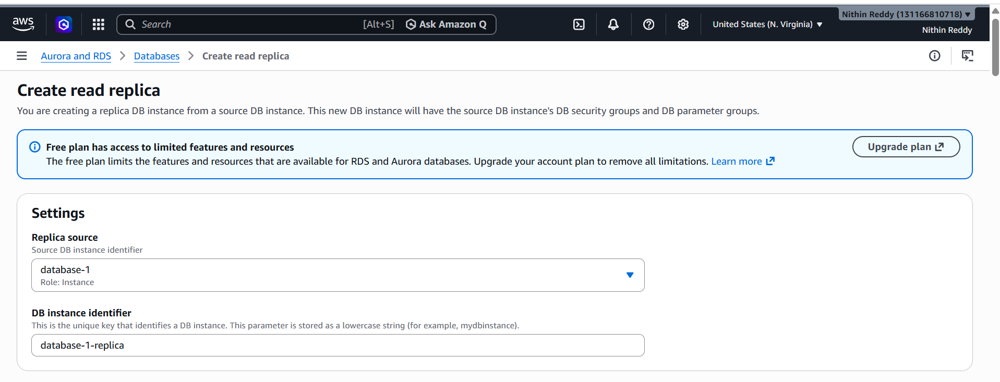 aws
Search [Alt+S] Ask Amazon Q
United States (N. Virginia)
Nithin Reddy (131166810718)
Nithin Reddy
Aurora and RDS
Databases
Create read replica
Create read replica
You are creating a replica DB instance from a source DB instance. This new DB instance will have the source DB instance's DB security groups and DB parameter groups.
Free plan has access to limited features and resources
The free plan limits the features and resources that are available for RDS and Aurora databases. Upgrade your account plan to remove all limitations. Learn more
Upgrade plan
Settings
Replica source
Source DB instance identifier
database-1
Role: Instance
DB instance identifier
This is the unique key that identifies a DB instance. This parameter is stored as a lowercase string (for example, mydbinstance).
database-1-replica